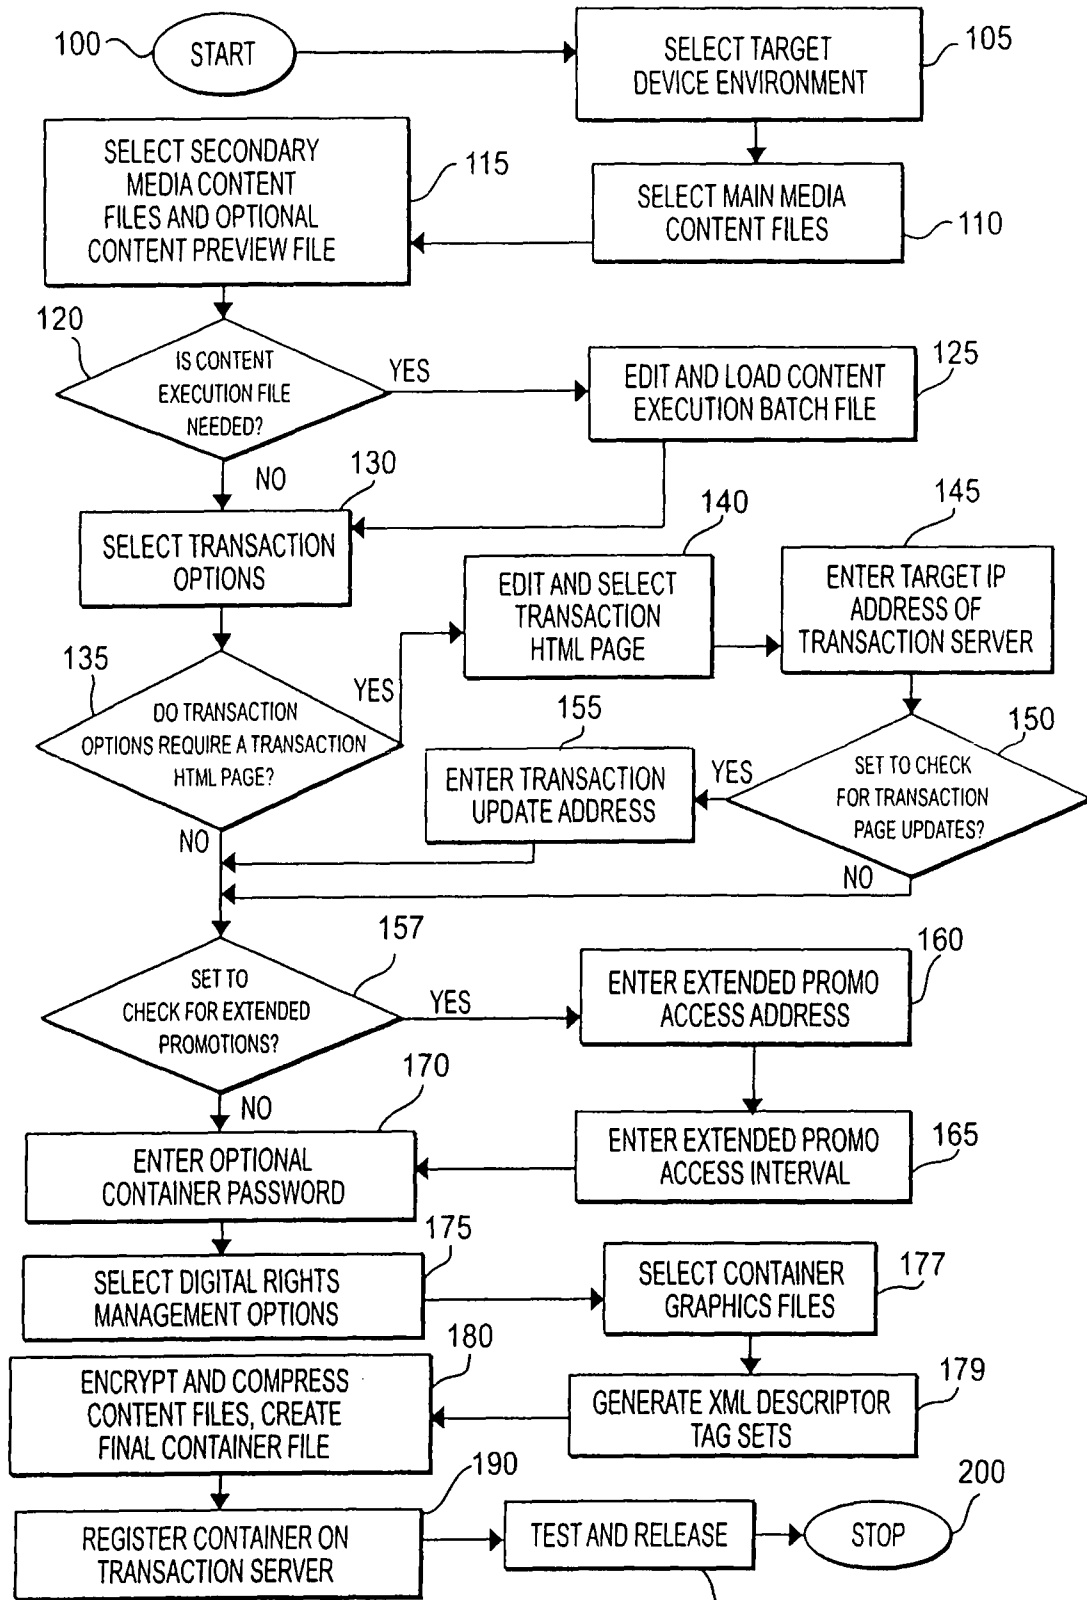 100
START
SELECT TARGET
DEVICE ENVIRONMENT
105
SELECT SECONDARY
MEDIA CONTENT
FILES AND OPTIONAL
CONTENT PREVIEW FILE
115
SELECT MAIN MEDIA
CONTENT FILES
110
120
IS CONTENT
EXECUTION FILE
NEEDED?
YES
NO
EDIT AND LOAD CONTENT
EXECUTION BATCH FILE
125
130
SELECT TRANSACTION
OPTIONS
135
DO TRANSACTION
OPTIONS REQUIRE A TRANSACTION
HTML PAGE?
YES
NO
140
EDIT AND SELECT
TRANSACTION
HTML PAGE
145
ENTER TARGET IP
ADDRESS OF
TRANSACTION SERVER
150
SET TO CHECK
FOR TRANSACTION
PAGE UPDATES?
YES
NO
155
ENTER TRANSACTION
UPDATE ADDRESS
157
SET TO
CHECK FOR EXTENDED
PROMOTIONS?
YES
NO
160
ENTER EXTENDED PROMO
ACCESS ADDRESS
ENTER EXTENDED PROMO
ACCESS INTERVAL
165
170
ENTER OPTIONAL
CONTAINER PASSWORD
175
SELECT DIGITAL RIGHTS
MANAGEMENT OPTIONS
SELECT CONTAINER
GRAPHICS FILES
177
GENERATE XML DESCRIPTOR
TAG SETS
179
180
ENCRYPT AND COMPRESS
CONTENT FILES, CREATE
FINAL CONTAINER FILE
190
REGISTER CONTAINER ON
TRANSACTION SERVER
TEST AND RELEASE
STOP
200